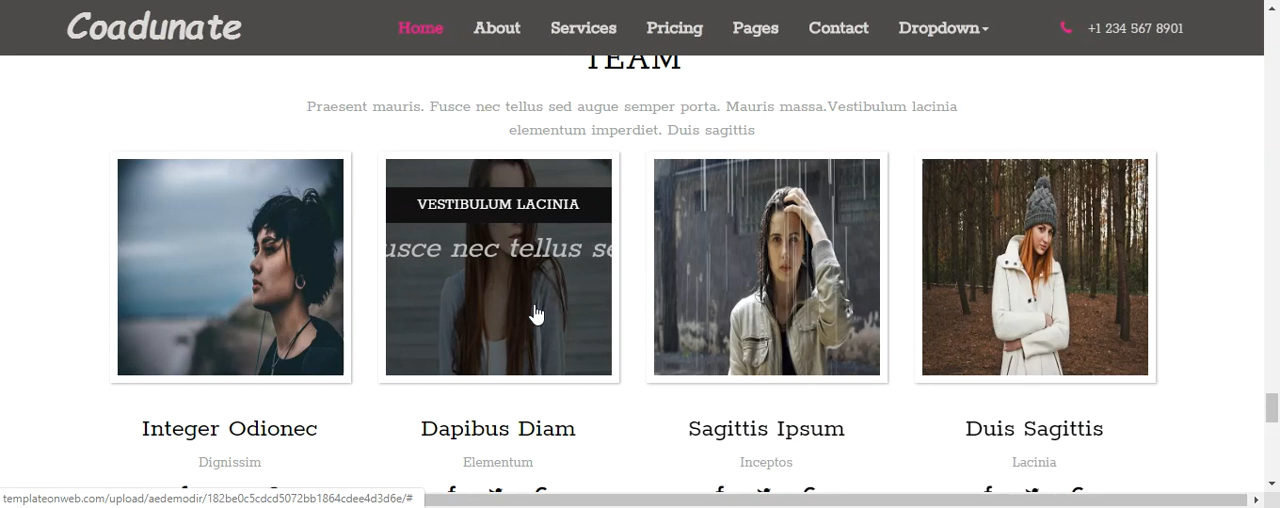 Coadunate
Home About Services Pricing Pages Contact Dropdown +1 234 567 8901
TEAM
Praesent mauris. Fusce nec tellus sed augue semper porta. Mauris massa.Vestibulum lacinia
elementum imperdiet. Duis sagittis
VESTIBULUM LACINIA
usce nec tellus se
Integer Odionec
Dignissim
Dapibus Diam
Elementum
Sagittis Ipsum
Inceptos
Duis Sagittis
Lacinia
templateonweb.com/upload/aedemodir/182be0c5cdcd5072bb1864cdee4d3d6e/#